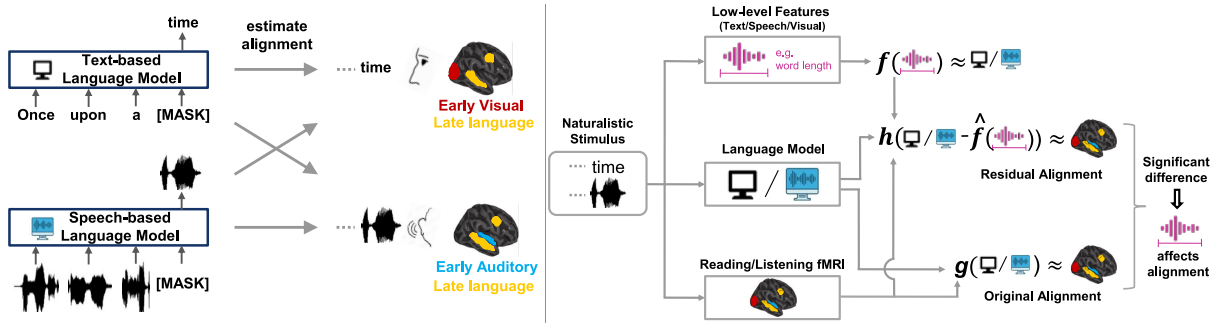 time
Text-based
Language Model
Once upon a [MASK]
estimate
alignment
..... time
Early Visual
Late language
Speech-based
Language Model
[MASK]
.....
Early Auditory
Late language
Naturalistic
Stimulus
..... time
.....
Low-level Features
(Text/Speech/Visual)
e.g.
word length
f( ) ≈ /
Language Model
/
h( / - f̂( )) ≈
Residual Alignment
Reading/Listening fMRI
g( / ) ≈
Original Alignment
Significant
difference
affects
alignment